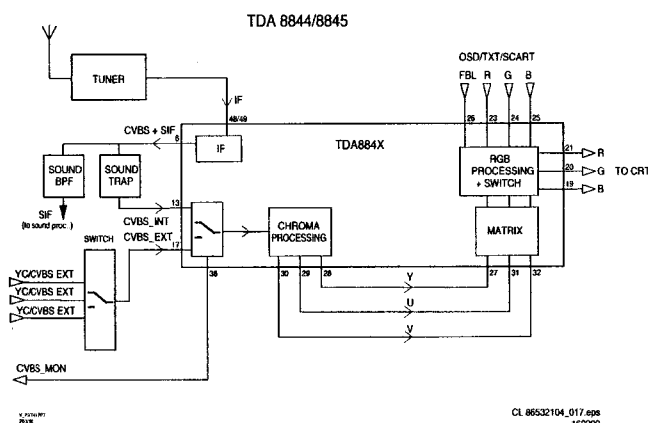 TDA 8844/8845
TUNER
OSD/TXT/SCART
FBL R G B
IF
48/49
26 23 24 25
CVBS + SIF
6
IF
TDA884X
RGB
PROCESSING
+ SWITCH
21 R
20 G TO CRT
19 B
SOUND
BPF
SOUND
TRAP
SIF
(to sound proc..)
13
CVBS_INT
CVBS_EXT
17
CHROMA
PROCESSING
MATRIX
SWITCH
38
30 29 28
27 31 32
YC/CVBS EXT
YC/CVBS EXT
YC/CVBS EXT
Y
U
V
CVBS_MON
CL 86532104_017.eps